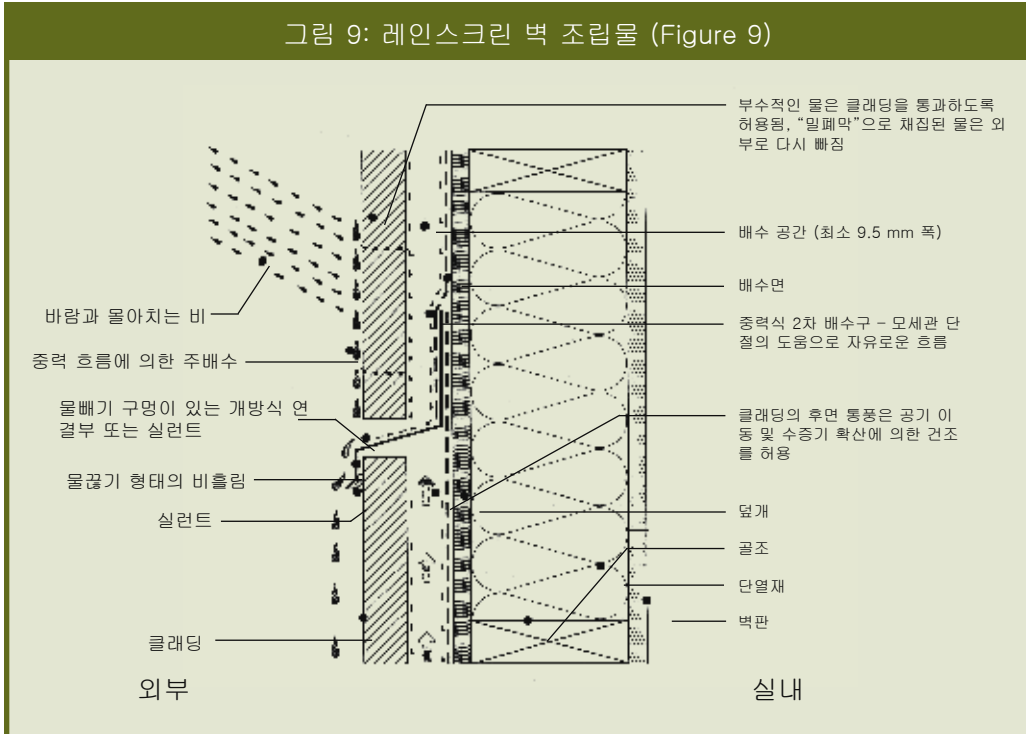 그림 9: 레인스크린 벽 조립물 (Figure 9)
부수적인 물은 클래딩을 통과하도록
허용됨, “밀폐막”으로 채집된 물은 외
부로 다시 빠짐
배수 공간 (최소 9.5 mm 폭)
배수면
바람과 몰아치는 비
중력식 2차 배수구 – 모세관 단
절의 도움으로 자유로운 흐름
중력 흐름에 의한 주배수
물빼기 구멍이 있는 개방식 연
결부 또는 실런트
클래딩의 후면 통풍은 공기 이
동 및 수증기 확산에 의한 건조
를 허용
물끊기 형태의 비흘림
실런트
덮개
골조
단열재
벽판
클래딩
외부
실내